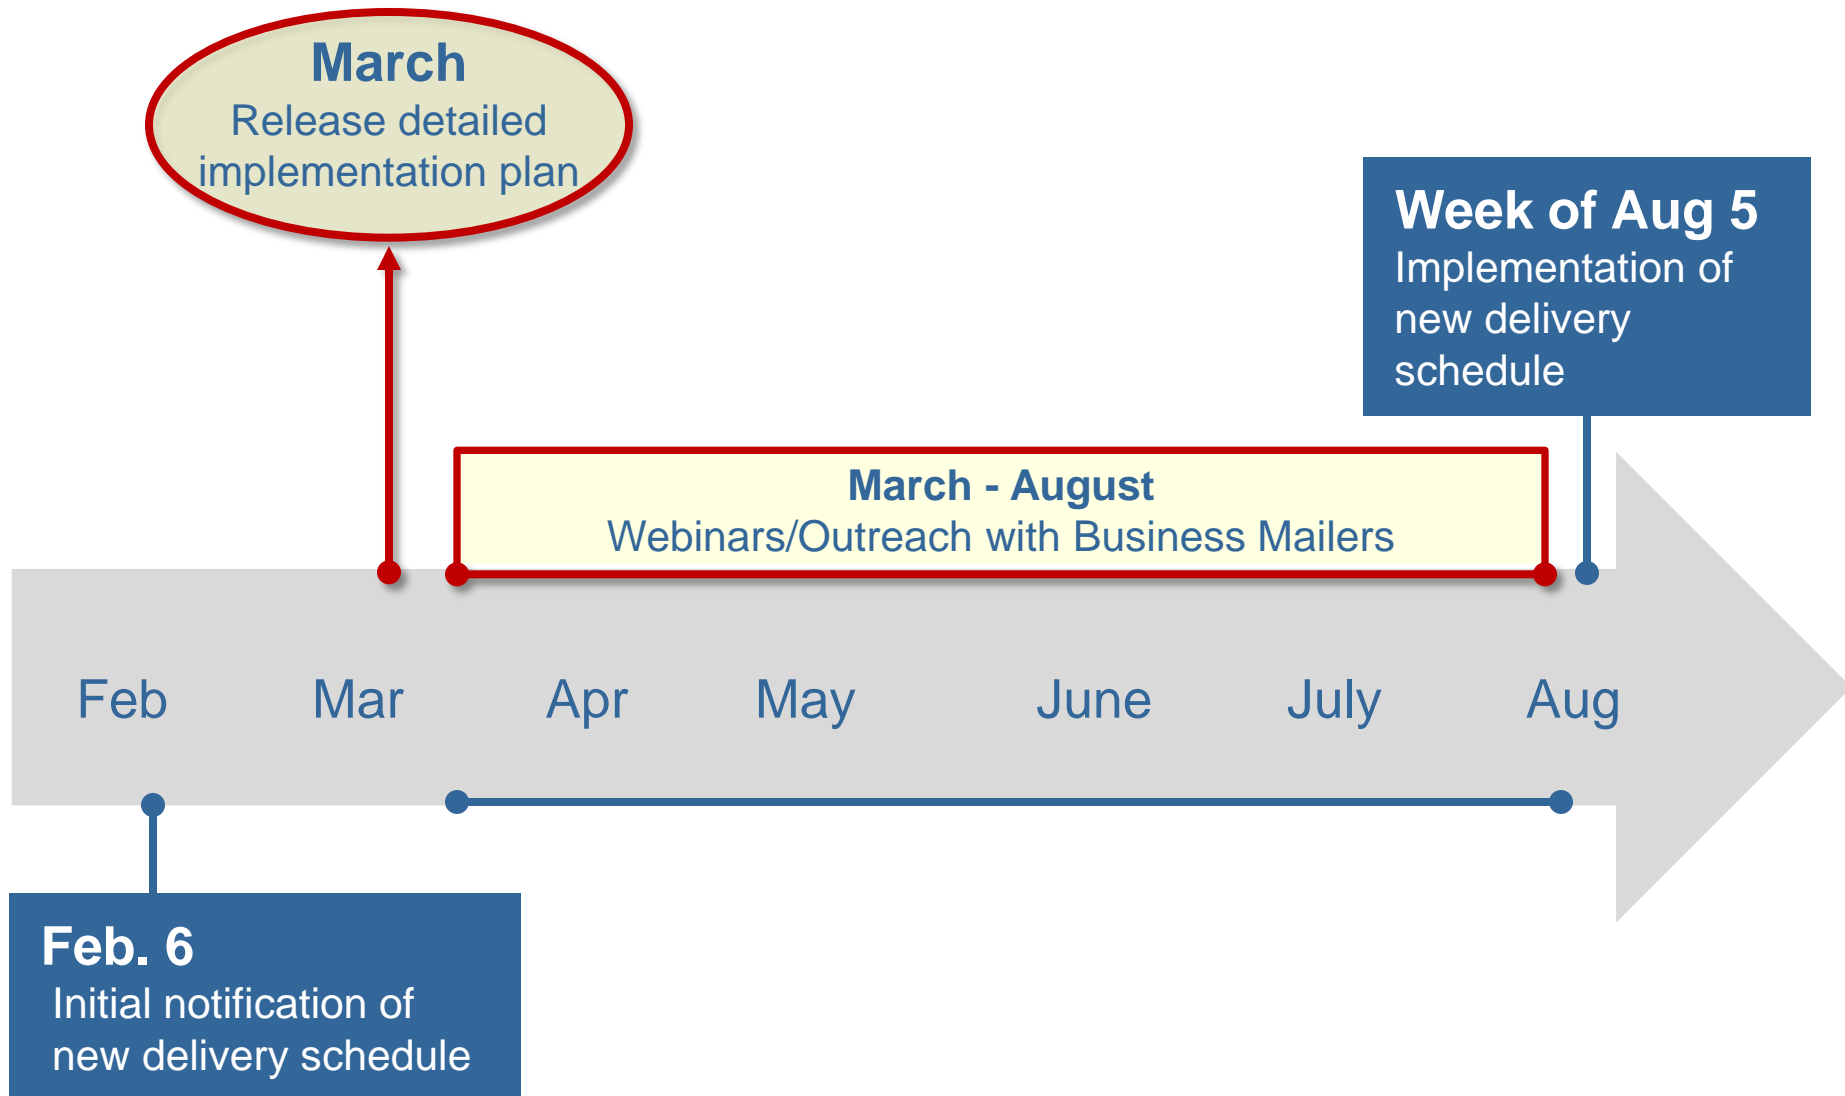 March
Release detailed
implementation plan
Week of Aug 5
Implementation of
new delivery
schedule
March - August
Webinars/Outreach with Business Mailers
Feb Mar Apr May June July Aug
Feb. 6
Initial notification of
new delivery schedule